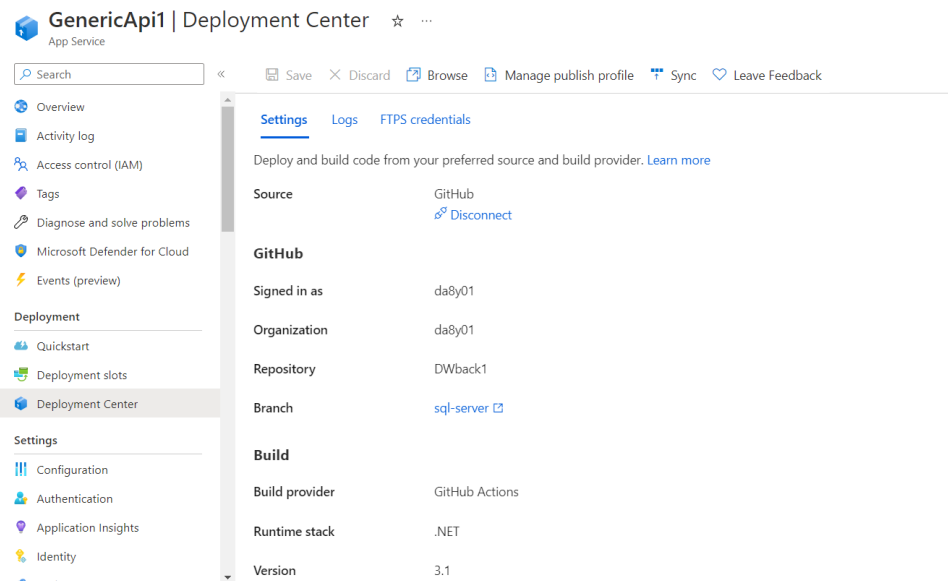 GenericApi1 | Deployment Center ☆ ···
App Service
Search «
Save Discard Browse Manage publish profile Sync Leave Feedback
Overview
Activity log
Access control (IAM)
Tags
Diagnose and solve problems
Microsoft Defender for Cloud
Events (preview)
Deployment
Quickstart
Deployment slots
Deployment Center
Settings
Configuration
Authentication
Application Insights
Identity
Settings Logs FTPS credentials
Deploy and build code from your preferred source and build provider. Learn more
Source GitHub
Disconnect
GitHub
Signed in as da8y01
Organization da8y01
Repository DWback1
Branch sql-server
Build
Build provider GitHub Actions
Runtime stack .NET
Version 3.1